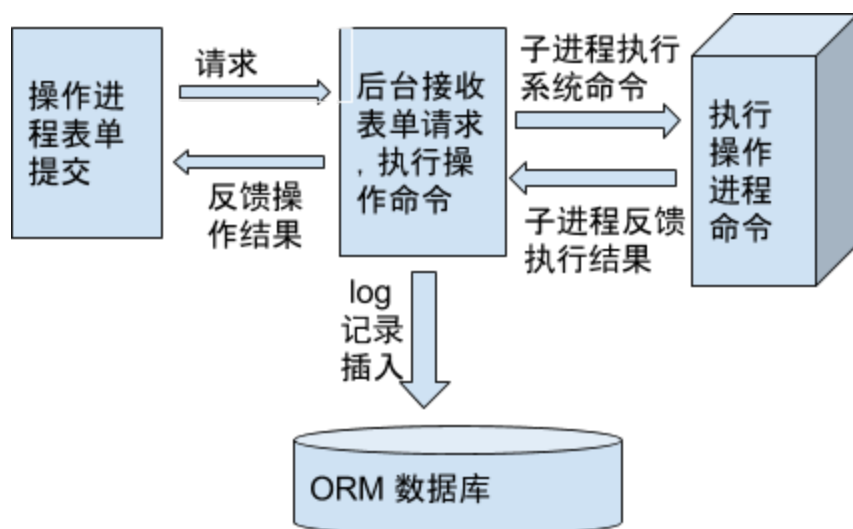 操作进
程表单
提交
请求
反馈操
作结果
后台接收
表单请求
，执行操
作命令
子进程执行
系统命令
子进程反馈
执行结果
执行
操作
进程
命令
log
记录
插入
ORM 数据库